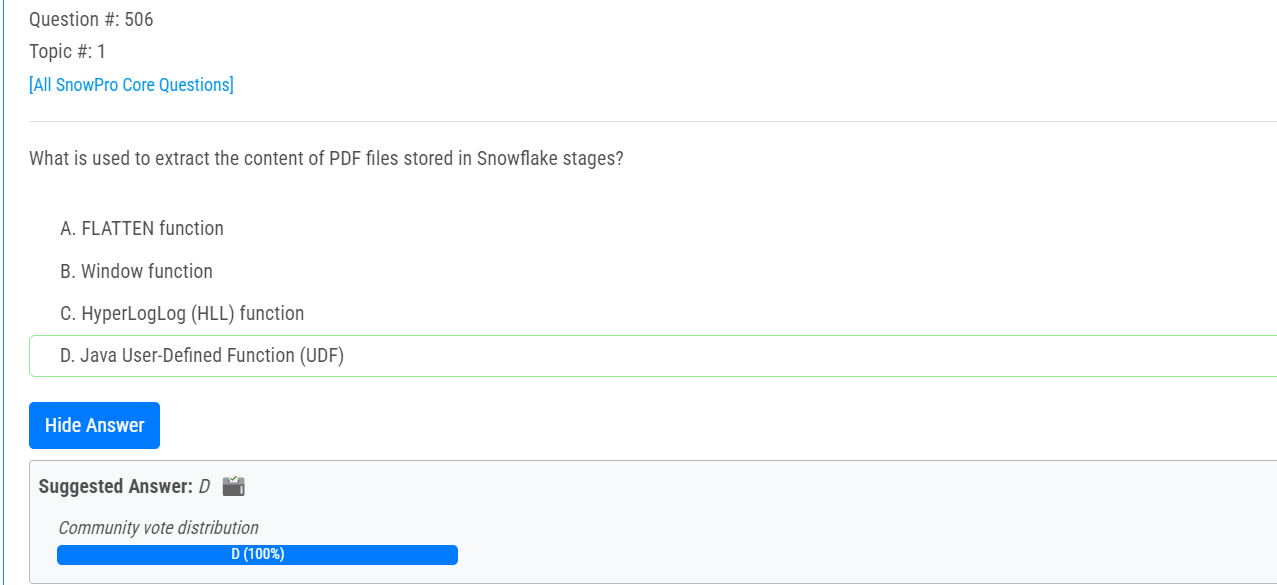 Question #: 506
Topic #: 1
[All SnowPro Core Questions]
What is used to extract the content of PDF files stored in Snowflake stages?
A. FLATTEN function
B. Window function
C. HyperLogLog (HLL) function
D. Java User-Defined Function (UDF)
Hide Answer
Suggested Answer: D
Community vote distribution
D (100%)